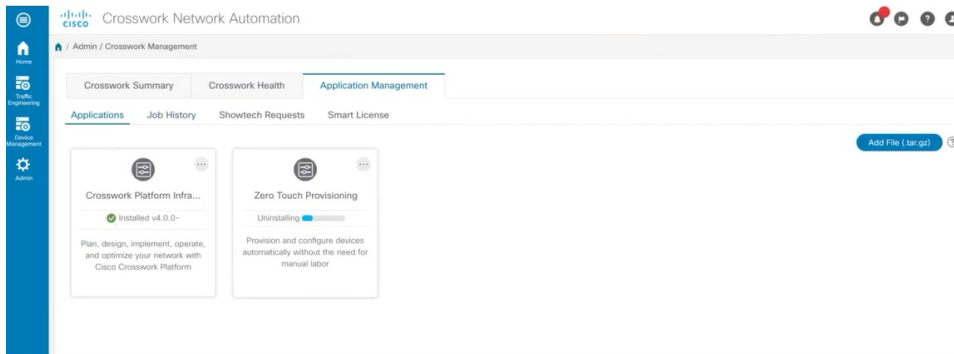 CISCO Crosswork Network Automation
/ Admin / Crosswork Management
Home
Traffic
Engineering
Device
Management
Admin
Crosswork Summary
Crosswork Health
Application Management
Applications
Job History
Showtech Requests
Smart License
Add File (.tar.gz)
?
Crosswork Platform Infra...
Installed v4.0.0-
Plan, design, implement, operate,
and optimize your network with
Cisco Crosswork Platform
Zero Touch Provisioning
Uninstalling
Provision and configure devices
automatically without the need for
manual labor